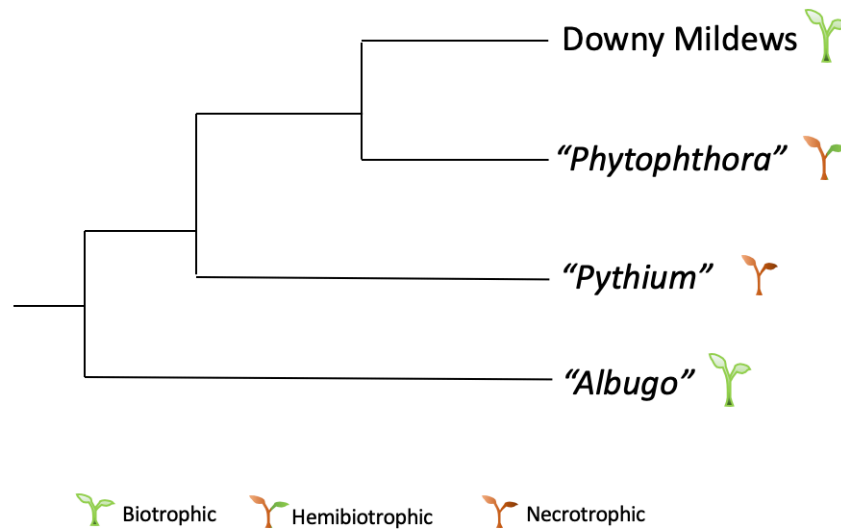 Downy Mildews
“Phytophthora”
“Pythium”
“Albugo”
Biotrophic Hemibiotrophic Necrotrophic